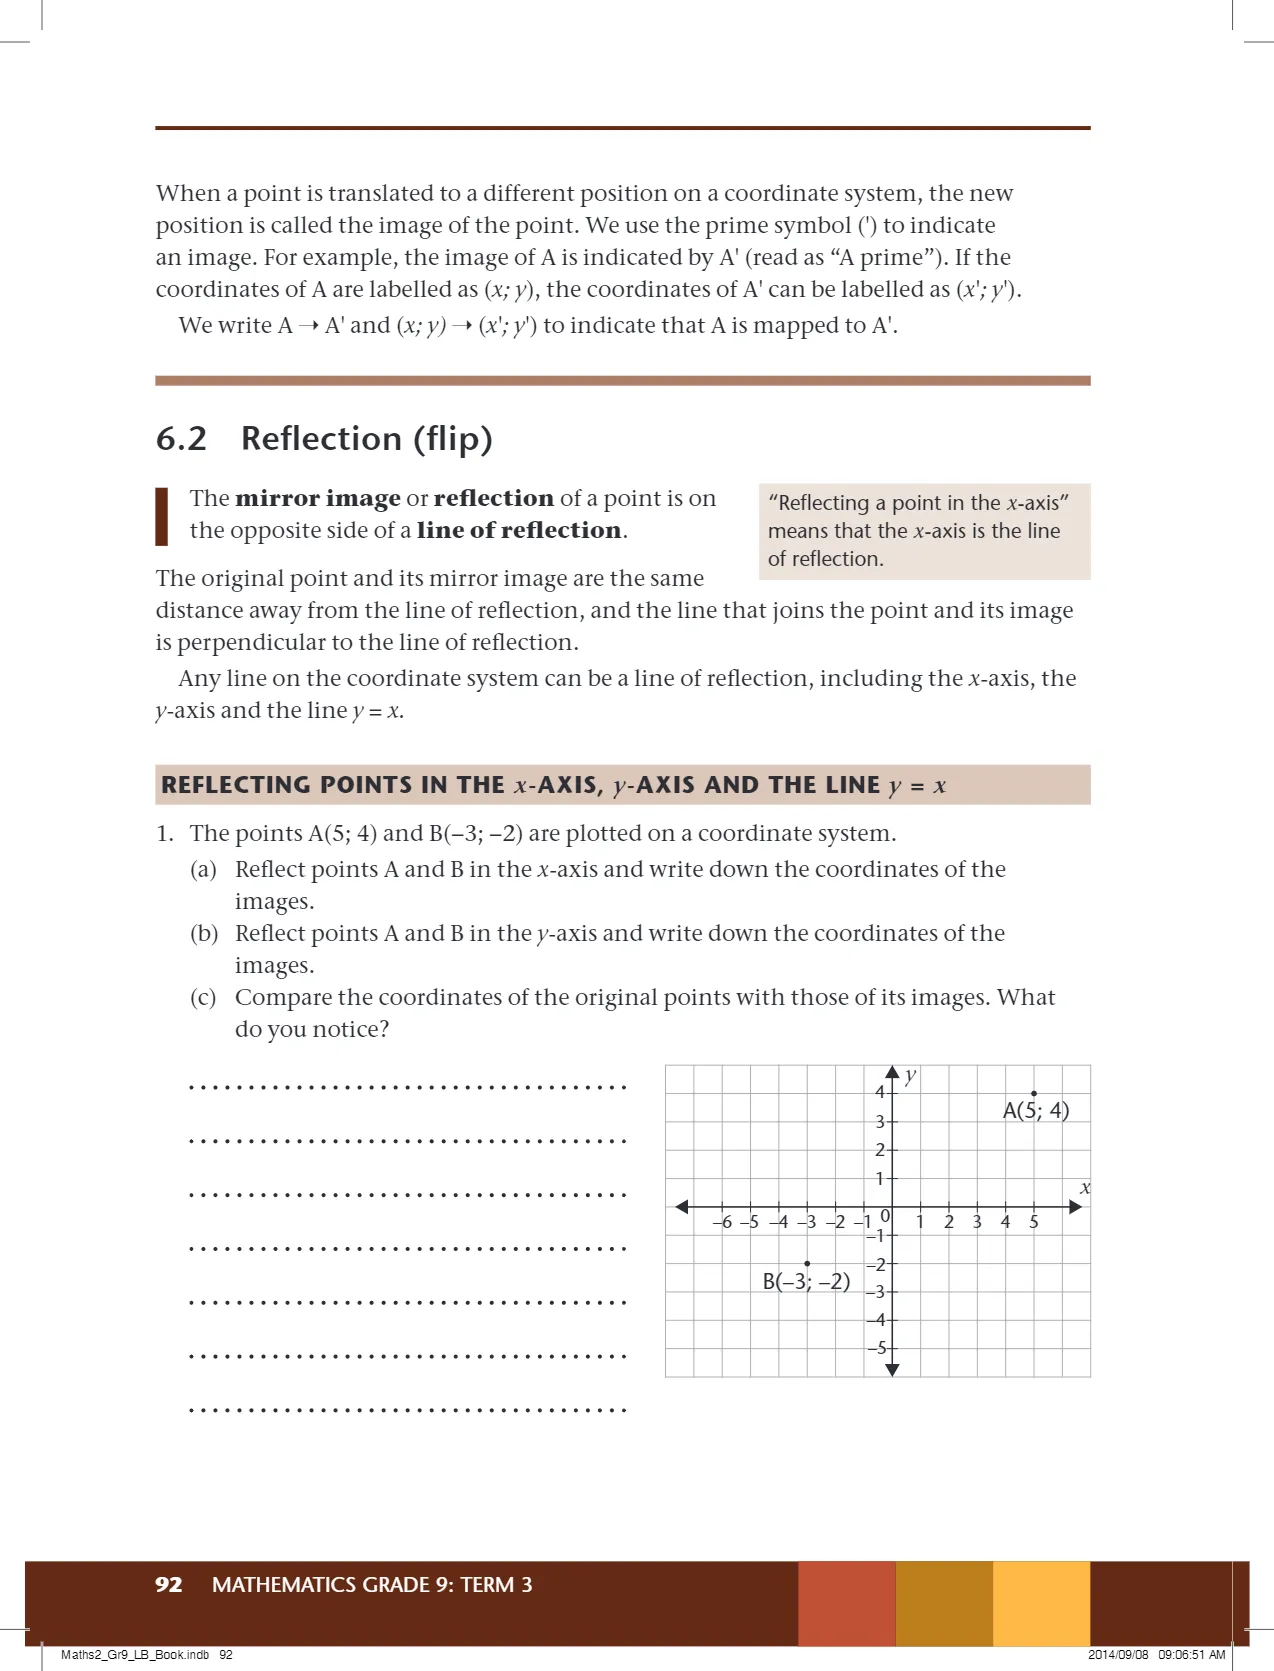 When a point is translated to a different position on a coordinate system, the new
position is called the image of the point. We use the prime symbol (') to indicate
an image. For example, the image of A is indicated by A' (read as “A prime”). If the
coordinates of A are labelled as (x; y), the coordinates of A' can be labelled as (x'; y').
We write A → A' and (x; y) → (x'; y') to indicate that A is mapped to A'.
6.2 Reflection (flip)
The mirror image or reflection of a point is on
the opposite side of a line of reflection.
“Reflecting a point in the x-axis”
means that the x-axis is the line
of reflection.
The original point and its mirror image are the same
distance away from the line of reflection, and the line that joins the point and its image
is perpendicular to the line of reflection.
Any line on the coordinate system can be a line of reflection, including the x-axis, the
y-axis and the line y = x.
REFLECTING POINTS IN THE x-AXIS, y-AXIS AND THE LINE y = x
1. The points A(5; 4) and B(–3; –2) are plotted on a coordinate system.
(a) Reflect points A and B in the x-axis and write down the coordinates of the
images.
(b) Reflect points A and B in the y-axis and write down the coordinates of the
images.
(c) Compare the coordinates of the original points with those of its images. What
do you notice?
y
4
A(5; 4)
3
2
1
x
–6 –5 –4 –3 –2 –1 0 1 2 3 4 5
–1
–2
B(–3; –2)
–3
–4
–5
92 MATHEMATICS GRADE 9: TERM 3
Maths2_Gr9_LB_Book.indb 92
2014/09/08 09:06:51 AM